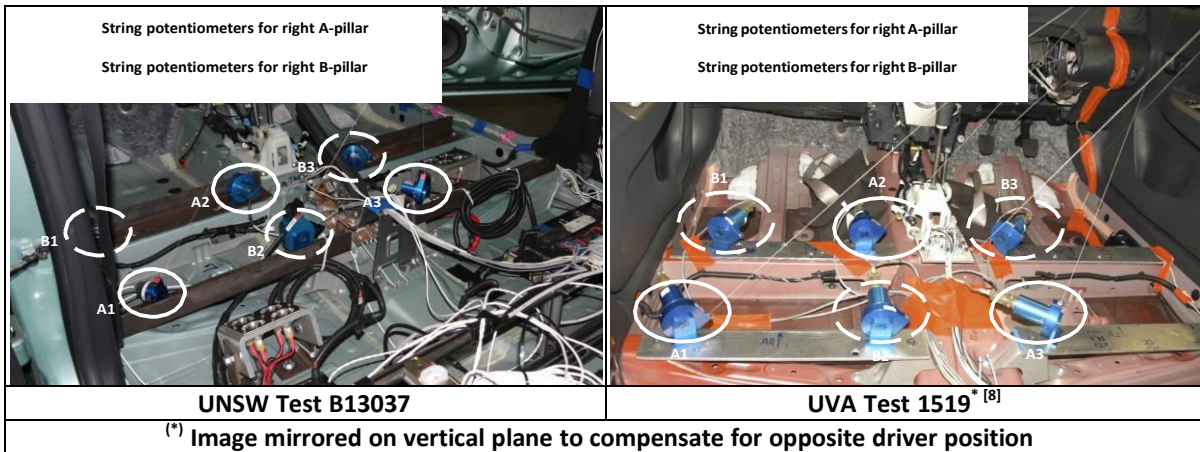 String potentiometers for right A-pillar
String potentiometers for right B-pillar
B1
A1
A2
B3
B2
A3
UNSW Test B13037
String potentiometers for right A-pillar
String potentiometers for right B-pillar
B1
A2
B3
A1
B2
A3
UVA Test 1519* [8]
(*) Image mirrored on vertical plane to compensate for opposite driver position